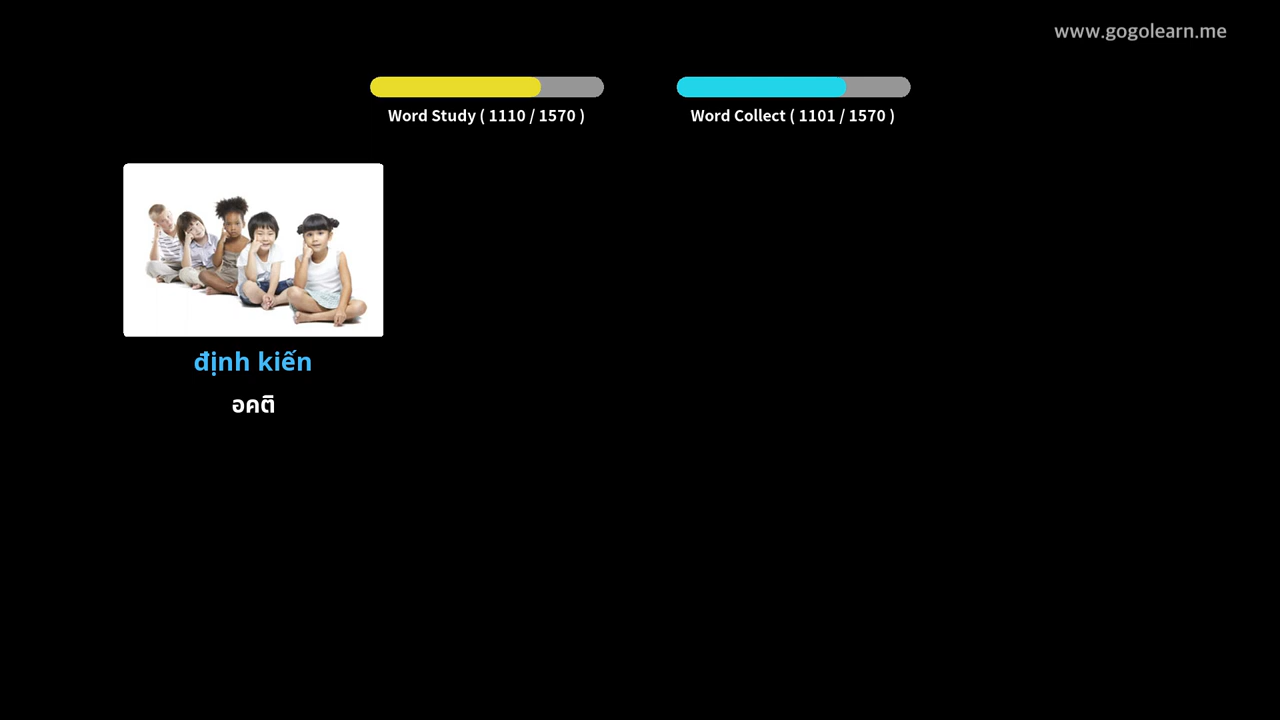 www.gogolearn.me
Word Study ( 1110 / 1570 )
Word Collect ( 1101 / 1570 )
định kiến
อคติ